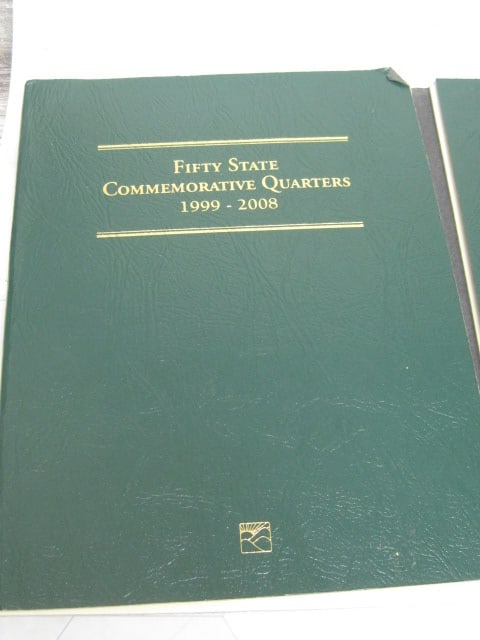 Fifty State
Commemorative Quarters
1999 - 2008